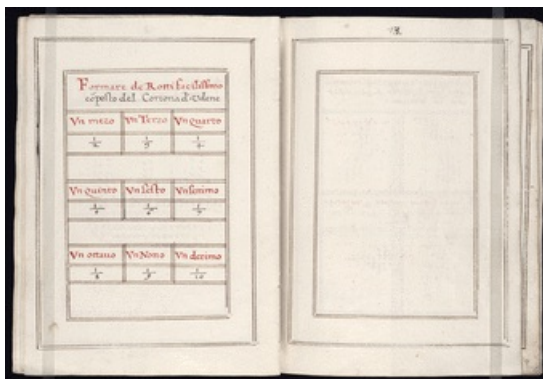 Formare de Rotti facilissimo
cõposto del Cortona d'Udene
Vn mezo Vn Terzo Vn Quarto
1/2 1/3 1/4
Vn quinto Vn Sesto Vn settimo
1/5 1/6 1/7
Vn ottauo Vn Nono Vn decimo
1/8 1/9 1/10